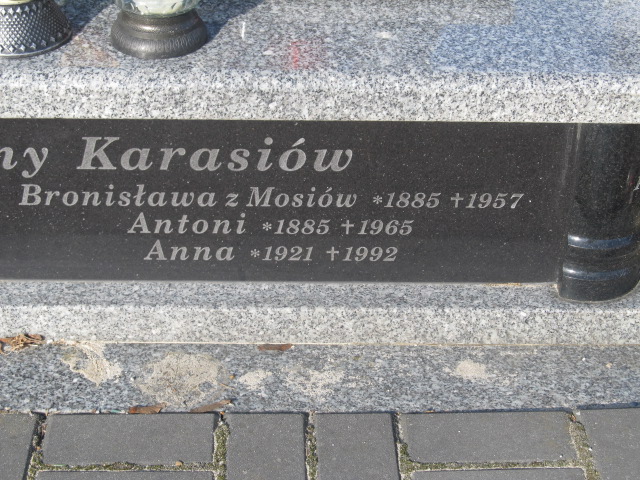 ny Karasiów
Bronisława z Mosiów *1885 †1957
Antoni *1885 †1965
Anna *1921 †1992